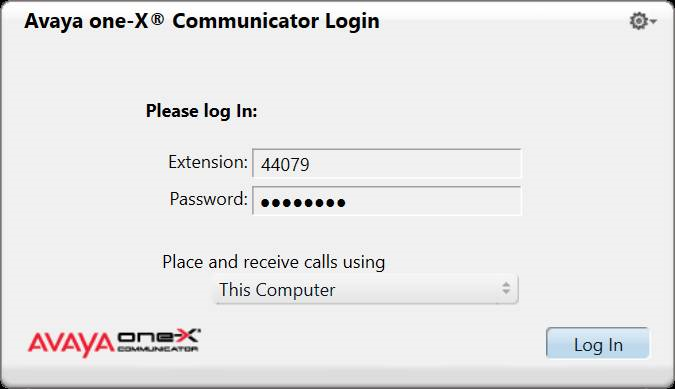 Avaya one-X® Communicator Login
Please log In:
Extension: 44079
Password: ●●●●●●●●
Place and receive calls using
This Computer
AVAYA one-X® COMMUNICATOR
Log In